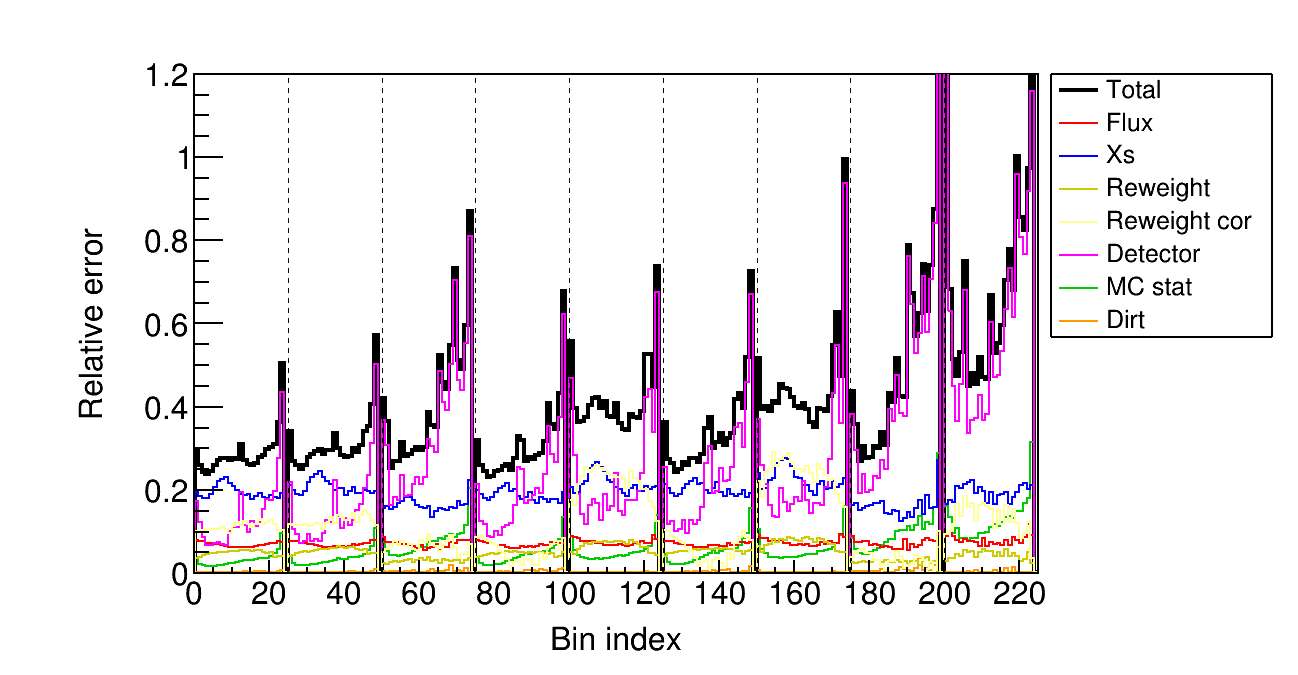 1.2
1
0.8
0.6
0.4
0.2
0
Relative error
0 20 40 60 80 100 120 140 160 180 200 220
Bin index
Total
Flux
Xs
Reweight
Reweight cor
Detector
MC stat
Dirt